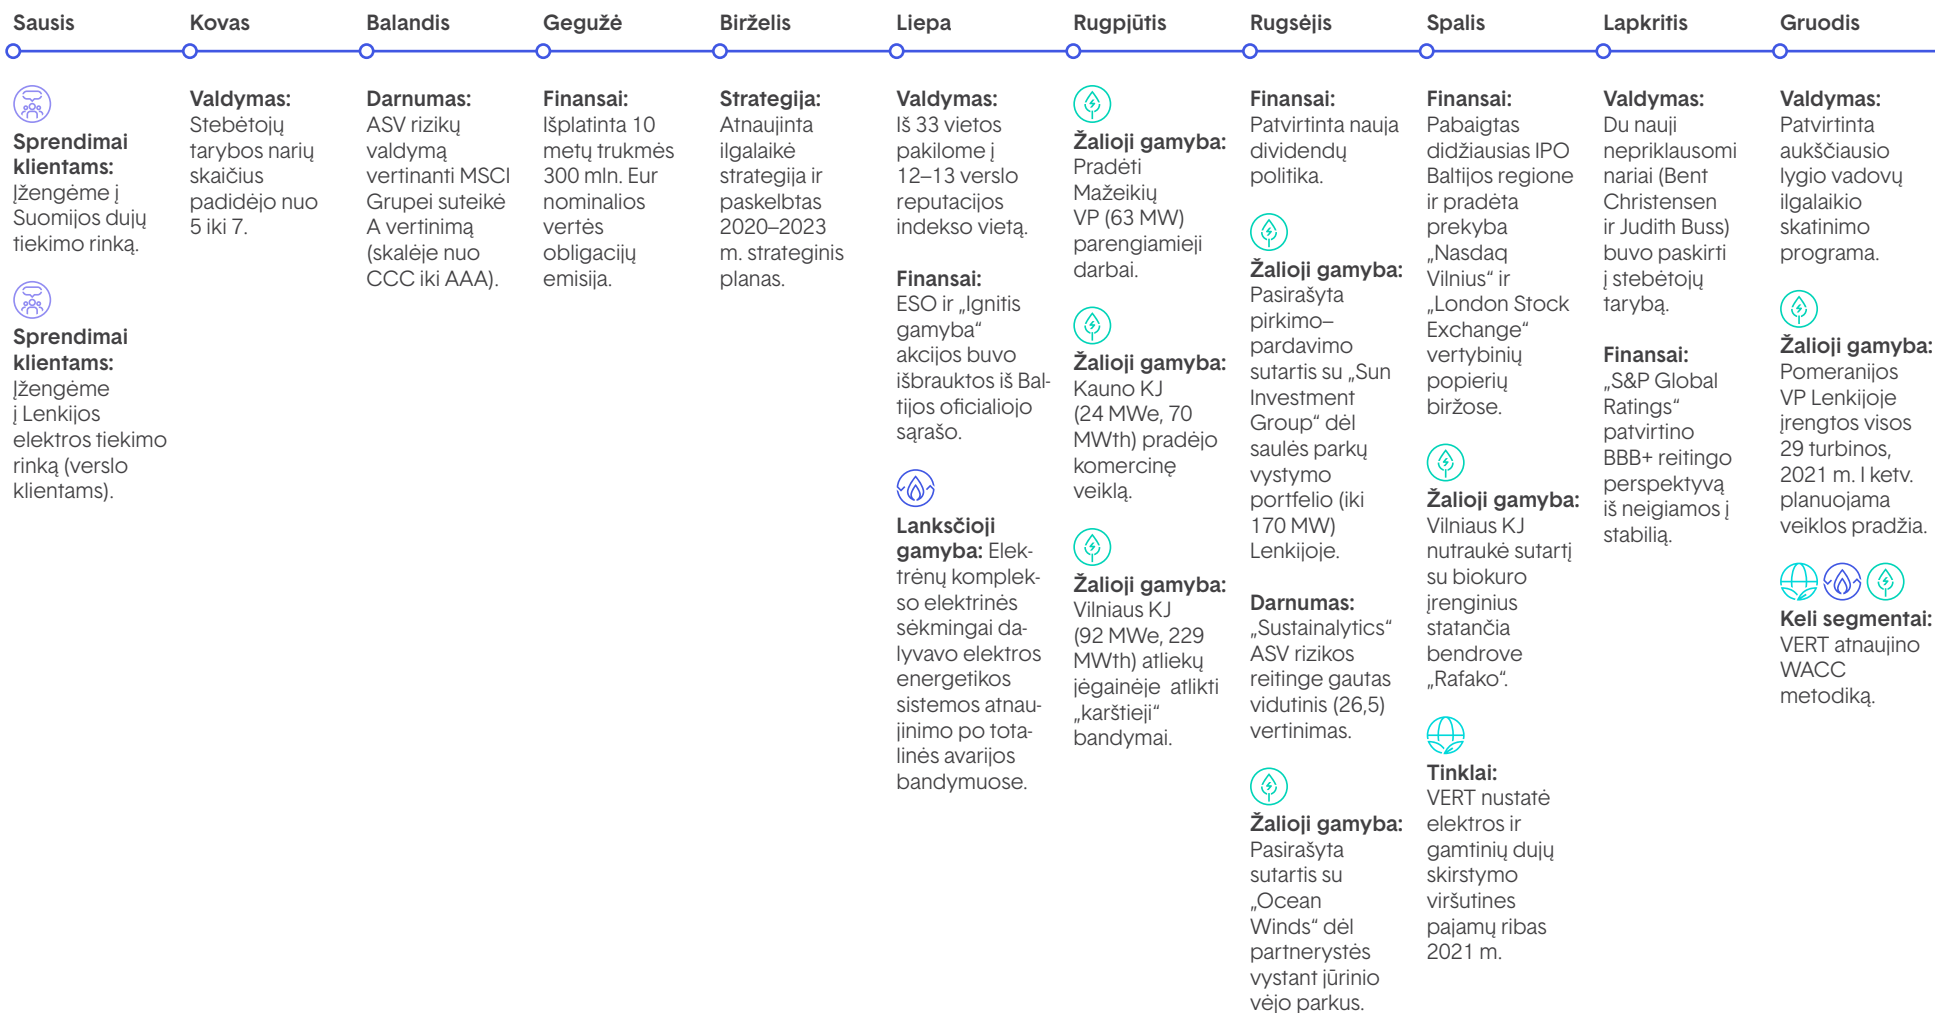 Sausis
Sprendimai
klientams:
Įžengėme į
Suomijos dujų
tiekimo rinką.
Sprendimai
klientams:
Įžengėme
į Lenkijos
elektros tiekimo
rinką (verslo
klientams).
Kovas
Valdymas:
Stebėtojų
tarybos narių
skaičius
padidėjo nuo
5 iki 7.
Balandis
Darnumas:
ASV rizikų
valdymą
vertinanti MSCI
Grupei suteikė
A vertinimą
(skalėje nuo
CCC iki AAA).
Gegužė
Finansai:
Išplatinta 10
metų trukmės
300 mln. Eur
nominalios
vertės
obligacijų
emisija.
Birželis
Strategija:
Atnaujinta
ilgalaikė
strategija ir
paskelbtas
2020–2023
m. strateginis
planas.
Liepa
Valdymas:
Iš 33 vietos
pakilome į
12–13 verslo
reputacijos
indekso vietą.
Finansai:
ESO ir „Ignitis
gamyba“
akcijos buvo
išbrauktos iš Bal-
tijos oficialiojo
sąrašo.
Lanksčioji
gamyba: Elek-
trėnų komplek-
so elektrinės
sėkmingai da-
lyvavo elektros
energetikos
sistemos atnau-
jinimo po tota-
linės avarijos
bandymuose.
Rugpjūtis
Žalioji gamyba:
Pradėti
Mažeikių
VP (63 MW)
parengiamieji
darbai.
Žalioji gamyba:
Kauno KJ
(24 MWe, 70
MWth) pradėjo
komercinę
veiklą.
Žalioji gamyba:
Vilniaus KJ
(92 MWe, 229
MWth) atliekų
jėgainėje atlikti
„karštieji“
bandymai.
Rugsėjis
Finansai:
Patvirtinta nauja
dividendų
politika.
Žalioji gamyba:
Pasirašyta
pirkimo–
pardavimo
sutartis su „Sun
Investment
Group“ dėl
saulės parkų
vystymo
portfelio (iki
170 MW)
Lenkijoje.
Darnumas:
„Sustainalytics“
ASV rizikos
reitinge gautas
vidutinis (26,5)
vertinimas.
Žalioji gamyba:
Pasirašyta
sutartis su
„Ocean
Winds“ dėl
partnerystės
vystant jūrinio
vėjo parkus.
Spalis
Finansai:
Pabaigtas
didžiausias IPO
Baltijos regione
ir pradėta
prekyba
„Nasdaq
Vilnius“ ir
„London Stock
Exchange“
vertybinių
popierių
biržose.
Žalioji gamyba:
Vilniaus KJ
nutraukė sutartį
su biokuro
įrenginius
statančia
bendrove
„Rafako“.
Tinklai:
VERT nustatė
elektros ir
gamtinių dujų
skirstymo
viršutines
pajamų ribas
2021 m.
Lapkritis
Valdymas:
Du nauji
nepriklausomi
nariai (Bent
Christensen
ir Judith Buss)
buvo paskirti
į stebėtojų
tarybą.
Finansai:
„S&P Global
Ratings“
patvirtino
BBB+ reitingo
perspektyvą
iš neigiamos į
stabilią.
Gruodis
Valdymas:
Patvirtinta
aukščiausio
lygio vadovų
ilgalaikio
skatinimo
programa.
Žalioji gamyba:
Pomeranijos
VP Lenkijoje
įrengtos visos
29 turbinos,
2021 m. I ketv.
planuojama
veiklos pradžia.
Keli segmentai:
VERT atnaujino
WACC
metodiką.